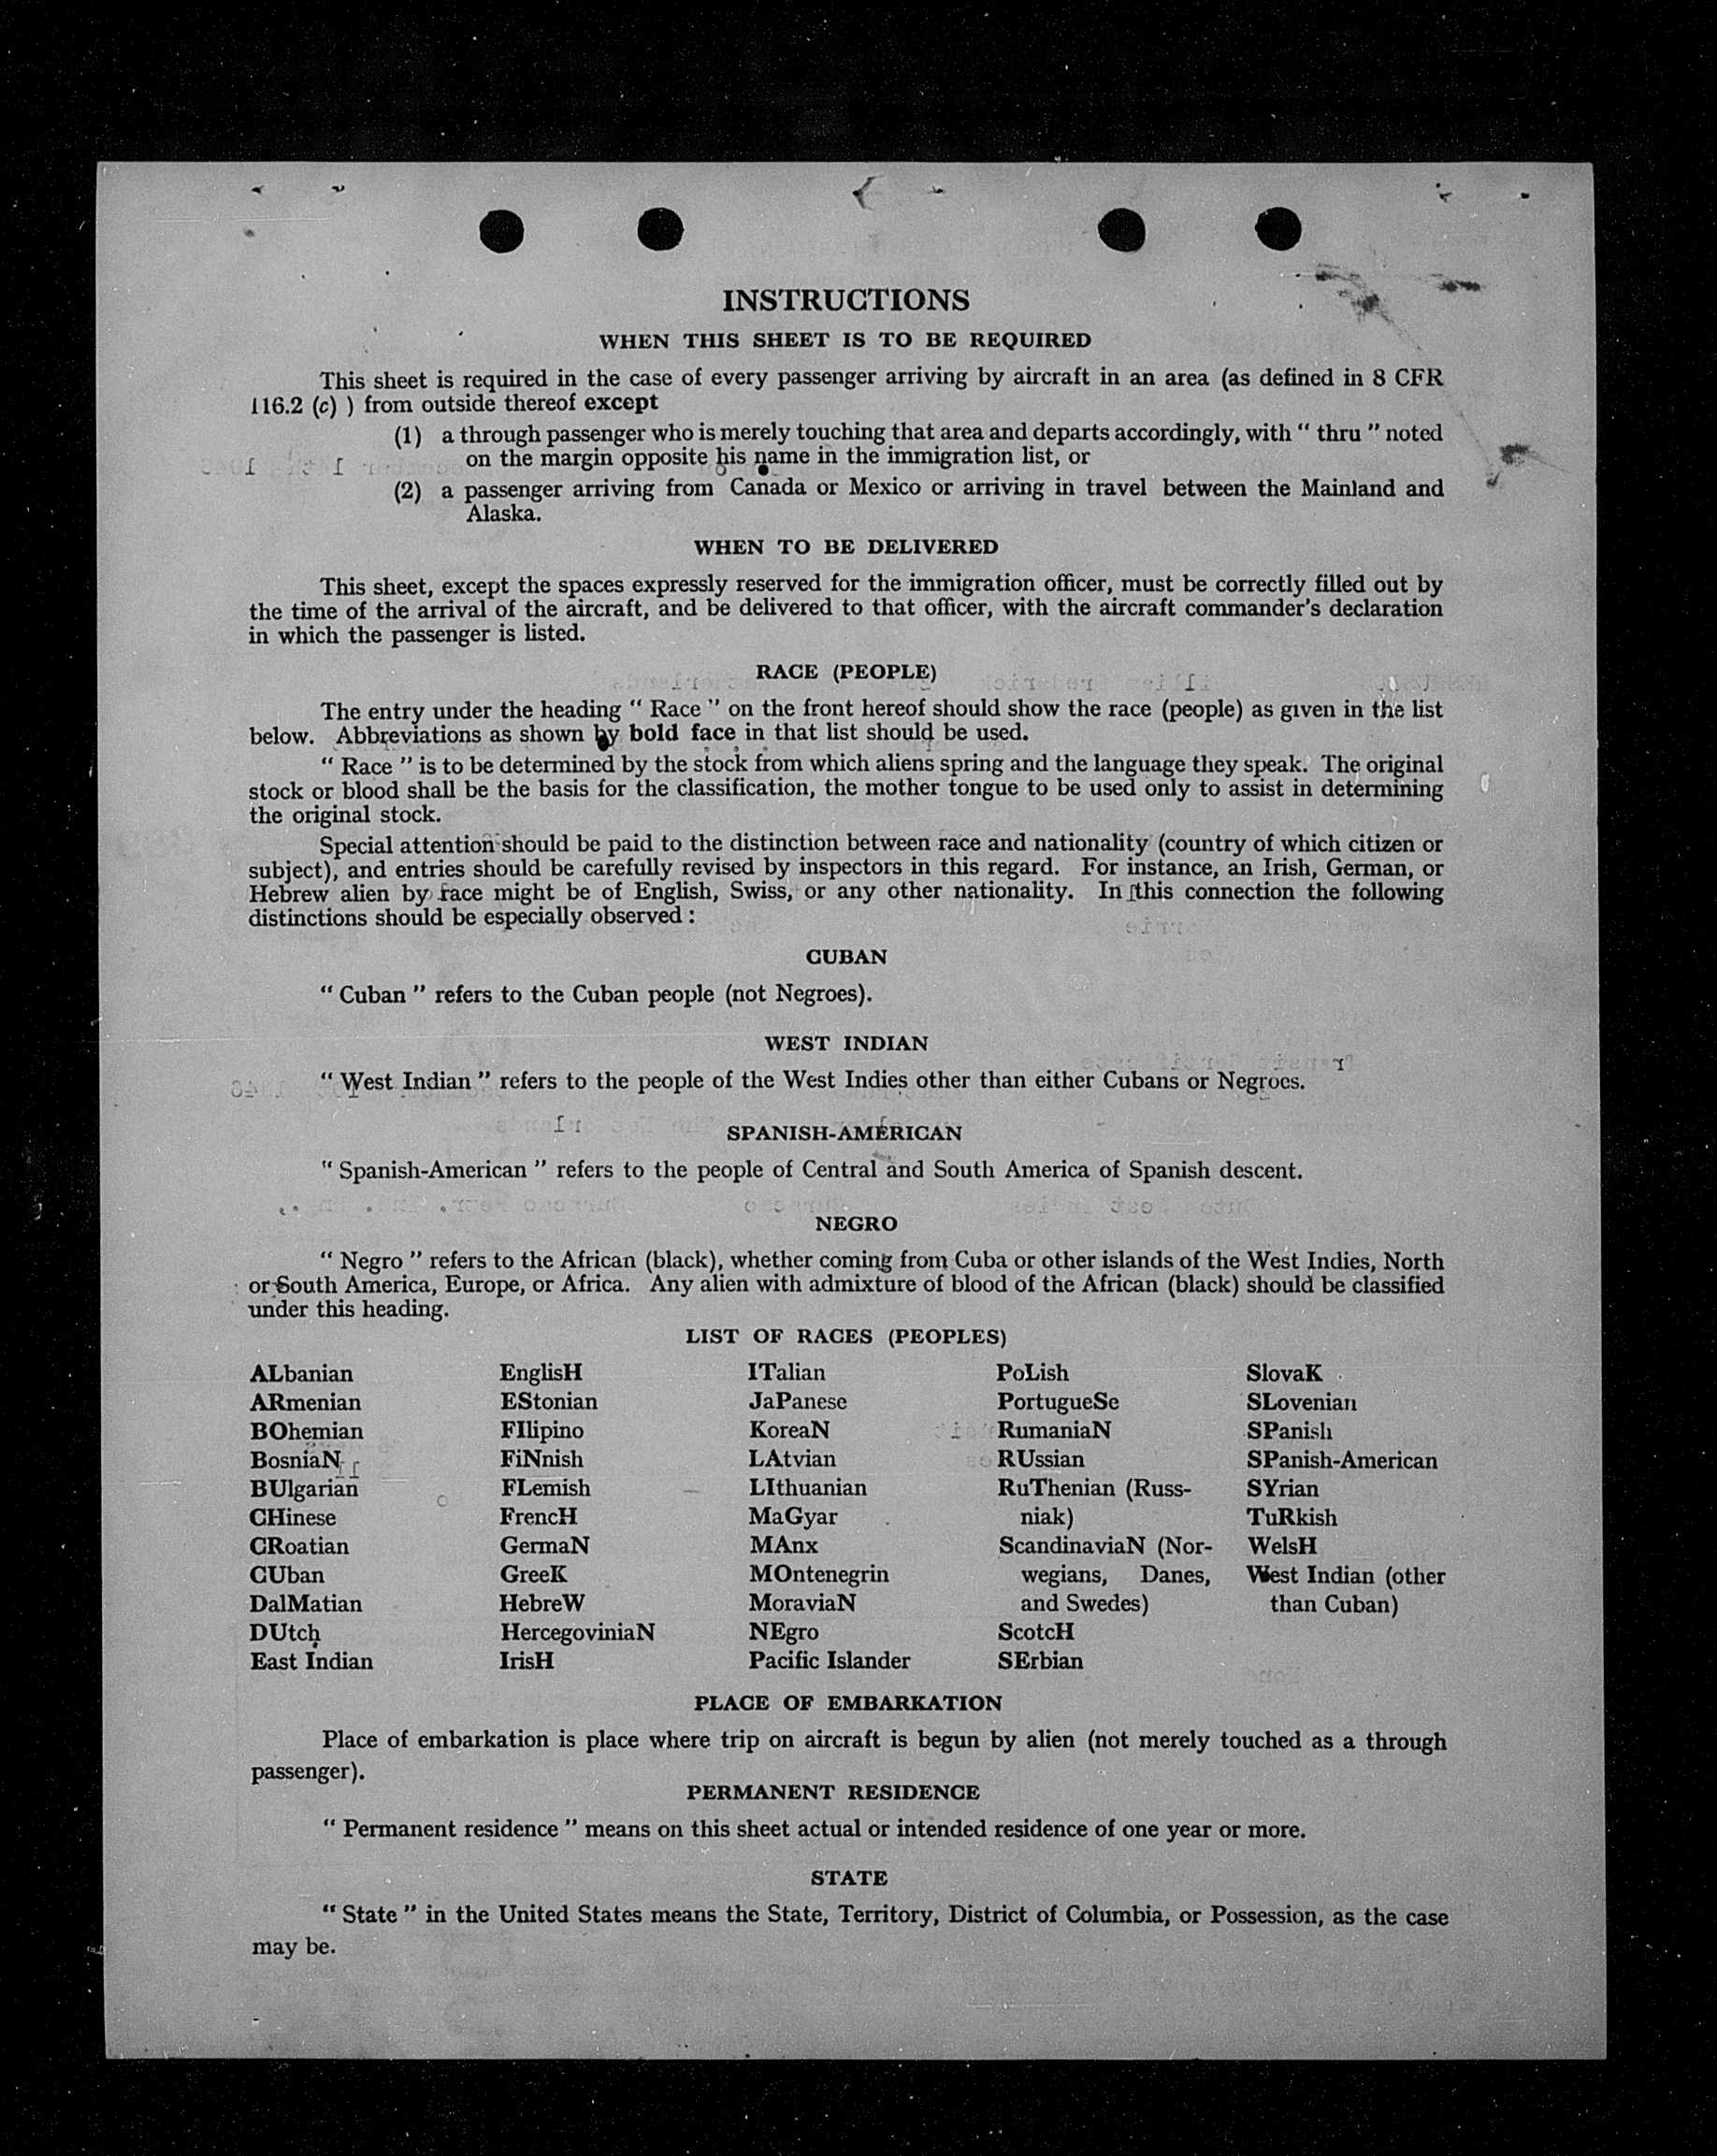 INSTRUCTIONS
WHEN THIS SHEET IS TO BE REQUIRED
This sheet is required in the case of every passenger arriving by aircraft in an area (as defined in 8 CFR
116.2 (c) ) from outside thereof except
(1) a through passenger who is merely touching that area and departs accordingly, with “ thru ” noted
on the margin opposite his name in the immigration list, or
(2) a passenger arriving from Canada or Mexico or arriving in travel between the Mainland and
Alaska.
WHEN TO BE DELIVERED
This sheet, except the spaces expressly reserved for the immigration officer, must be correctly filled out by
the time of the arrival of the aircraft, and be delivered to that officer, with the aircraft commander's declaration
in which the passenger is listed.
RACE (PEOPLE)
The entry under the heading “ Race ” on the front hereof should show the race (people) as given in the list
below. Abbreviations as shown by bold face in that list should be used.
“ Race ” is to be determined by the stock from which aliens spring and the language they speak. The original
stock or blood shall be the basis for the classification, the mother tongue to be used only to assist in determining
the original stock.
Special attention should be paid to the distinction between race and nationality (country of which citizen or
subject), and entries should be carefully revised by inspectors in this regard. For instance, an Irish, German, or
Hebrew alien by race might be of English, Swiss, or any other nationality. In this connection the following
distinctions should be especially observed :
CUBAN
“ Cuban ” refers to the Cuban people (not Negroes).
WEST INDIAN
“ West Indian ” refers to the people of the West Indies other than either Cubans or Negroes.
SPANISH-AMERICAN
“ Spanish-American ” refers to the people of Central and South America of Spanish descent.
NEGRO
“ Negro ” refers to the African (black), whether coming from Cuba or other islands of the West Indies, North
or South America, Europe, or Africa. Any alien with admixture of blood of the African (black) should be classified
under this heading.
LIST OF RACES (PEOPLES)
ALbanian
ARmenian
BOhemian
BosniaN
BUlgarian
CHinese
CRoatian
CUban
DalMatian
DUtch
East Indian
EnglisH
EStonian
FIlipino
FiNnish
FLemish
FrencH
GermaN
GreeK
HebreW
HercegoviniaN
IrisH
ITalian
JaPanese
KoreaN
LAtvian
LIthuanian
MaGyar
MAnx
MOntenegrin
MoraviaN
NEgro
Pacific Islander
PoLish
PortugueSe
RumaniaN
RUssian
RuThenian (Russ-
niak)
ScandinaviaN (Nor-
wegians, Danes,
and Swedes)
ScotcH
SErbian
SlovaK
SLovenian
SPanish
SPanish-American
SYrian
TuRkish
WelsH
West Indian (other
than Cuban)
PLACE OF EMBARKATION
Place of embarkation is place where trip on aircraft is begun by alien (not merely touched as a through
passenger).
PERMANENT RESIDENCE
“ Permanent residence ” means on this sheet actual or intended residence of one year or more.
STATE
“ State ” in the United States means the State, Territory, District of Columbia, or Possession, as the case
may be.